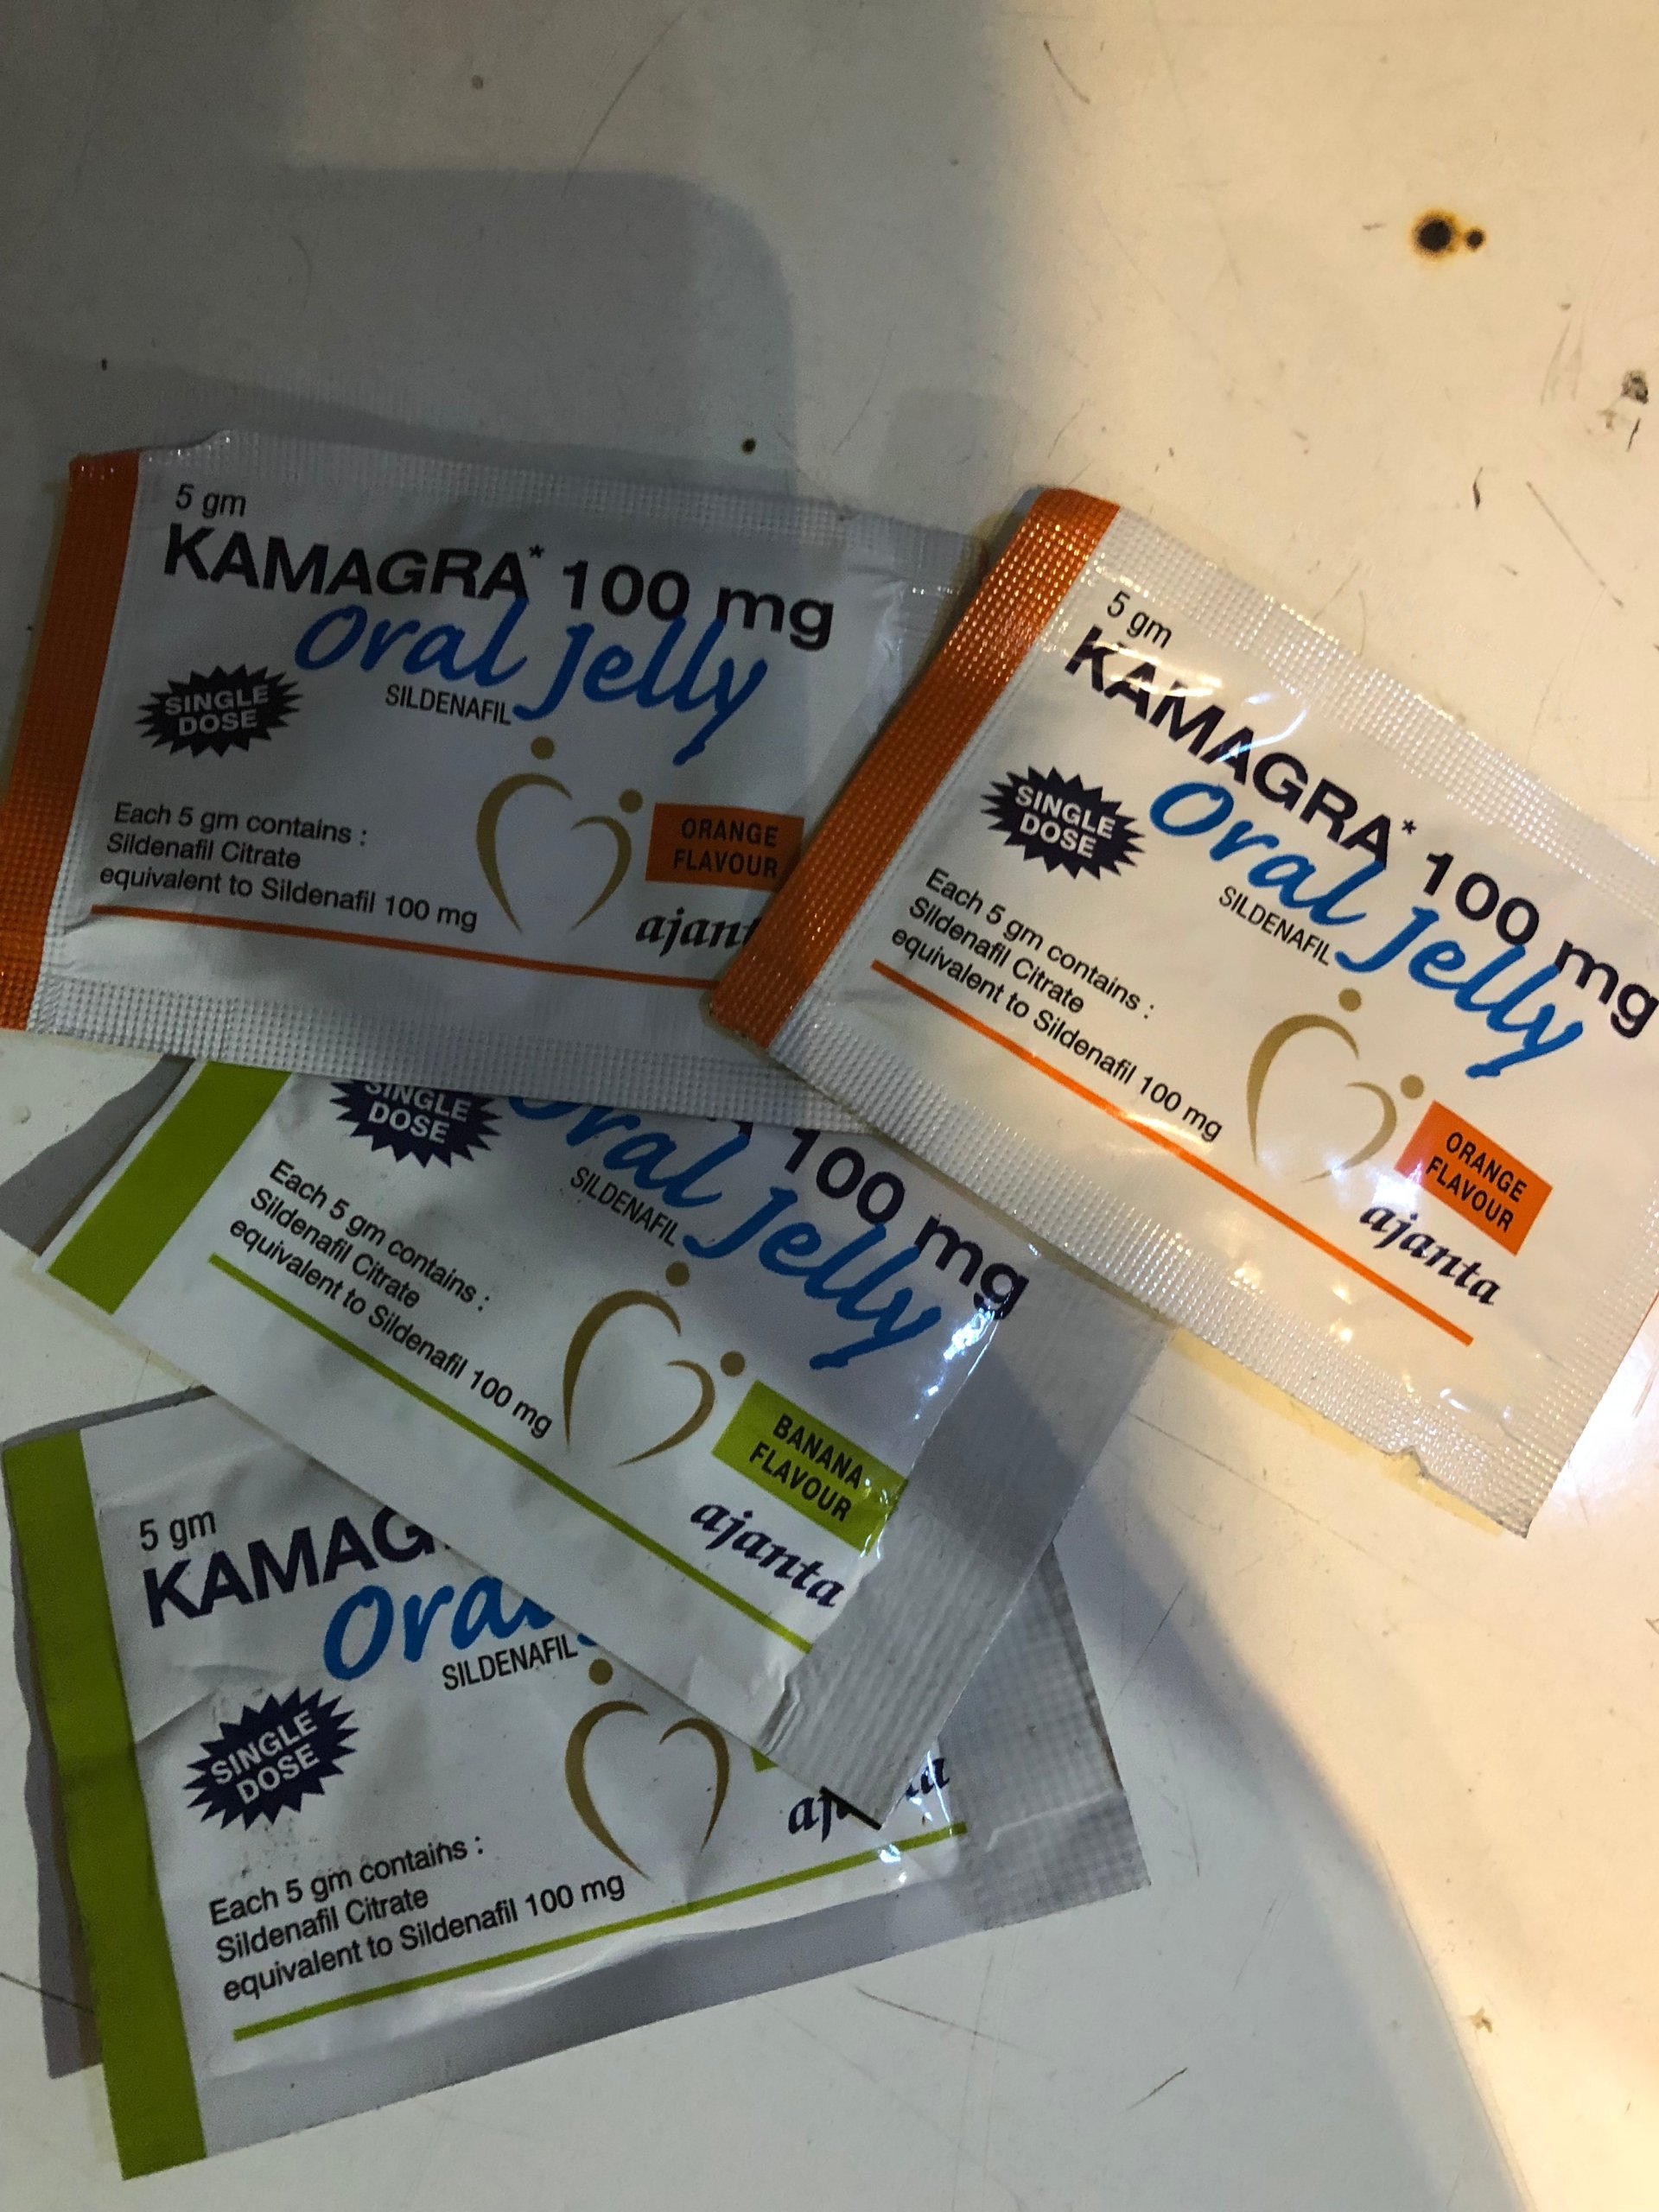 5 gm
KAMAGRA* 100 mg
Oral Jelly
SILDENAFIL
SINGLE
DOSE
Each 5 gm contains :
Sildenafil Citrate
equivalent to Sildenafil 100 mg
ORANGE
FLAVOUR
ajant
5 gm
KAMAGRA* 100 mg
Oral Jelly
SILDENAFIL
SINGLE
DOSE
Each 5 gm contains :
Sildenafil Citrate
equivalent to Sildenafil 100 mg
ORANGE
FLAVOUR
ajanta
100 mg
Oral Jelly
SILDENAFIL
SINGLE
DOSE
Each 5 gm contains :
Sildenafil Citrate
equivalent to Sildenafil 100 mg
BANANA
FLAVOUR
ajanta
5 gm
KAMAG
Oral
SILDENAFIL
SINGLE
DOSE
Each 5 gm contains :
Sildenafil Citrate
equivalent to Sildenafil 100 mg